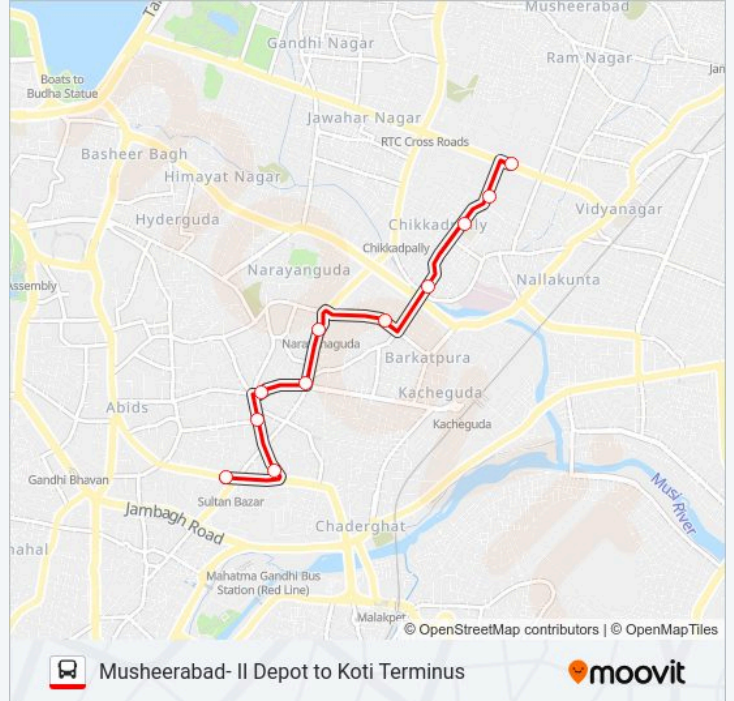 Musheerabad
Gandhi Nagar
Ram Nagar
Boats to
Budha Statue
Jawahar Nagar
RTC Cross Roads
Basheer Bagh
Himayat Nagar
Vidyanagar
Hyderguda
Chikkadpally
Chikkadpally
Narayanguda
Nallakunta
Barkatpura
Kacheguda
Abids
Kacheguda
Gandhi Bhavan
Sultan Bazar
Jambagh Road
Musi River
Chaderghat
Mahatma Gandhi Bus
Station (Red Line)
© OpenStreetMap contributors | © OpenMapTiles
Musheerabad- II Depot to Koti Terminus
moovit